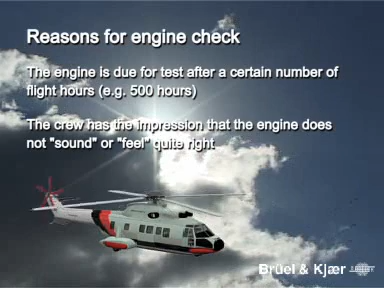 Reasons for engine check
The engine is due for test after a certain number of
flight hours (e.g. 500 hours)
The crew has the impression that the engine does
not "sound" or "feel" quite right
Brüel & Kjær